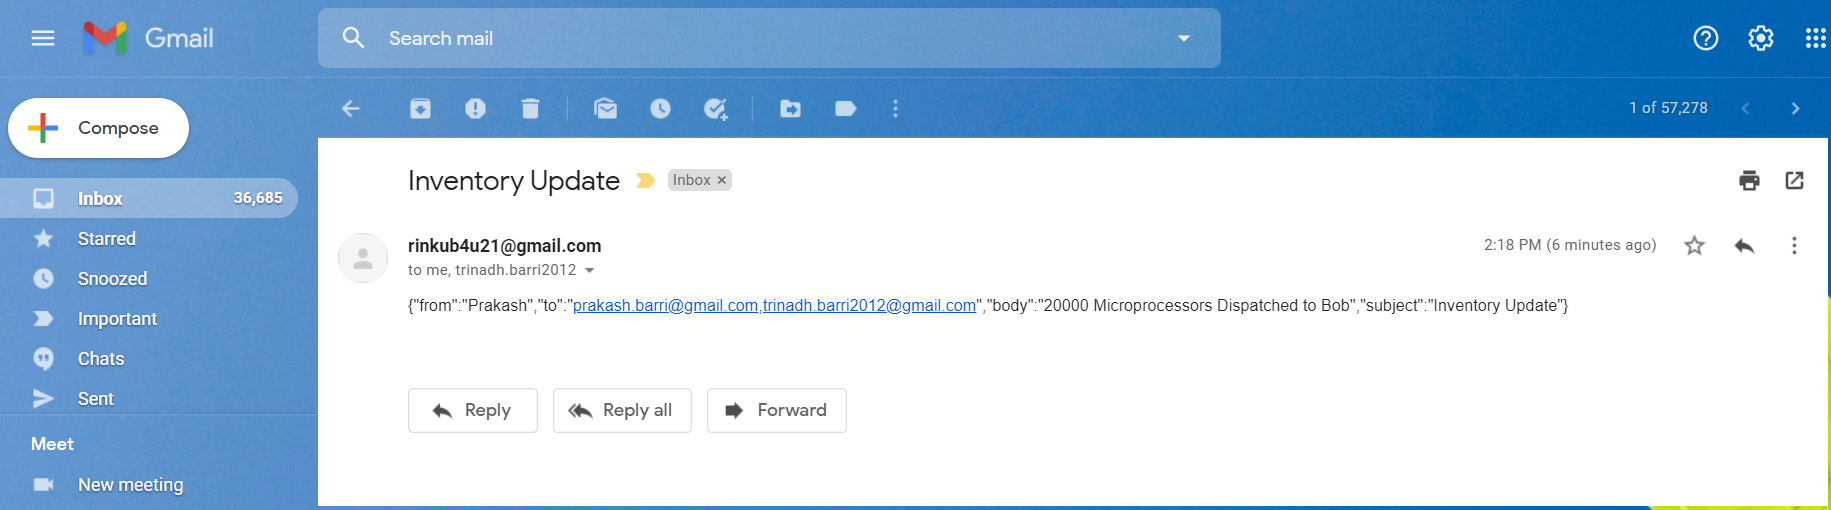 Gmail
Search mail
Compose
1 of 57,278
Inbox 36,685
Starred
Snoozed
Important
Chats
Sent
Meet
New meeting
Inventory Update Inbox ×
rinkub4u21@gmail.com 2:18 PM (6 minutes ago)
to me, trinadh.barri2012
{"from":"Prakash","to":"prakash.barri@gmail.com,trinadh.barri2012@gmail.com","body":"20000 Microprocessors Dispatched to Bob","subject":"Inventory Update"}
Reply Reply all Forward